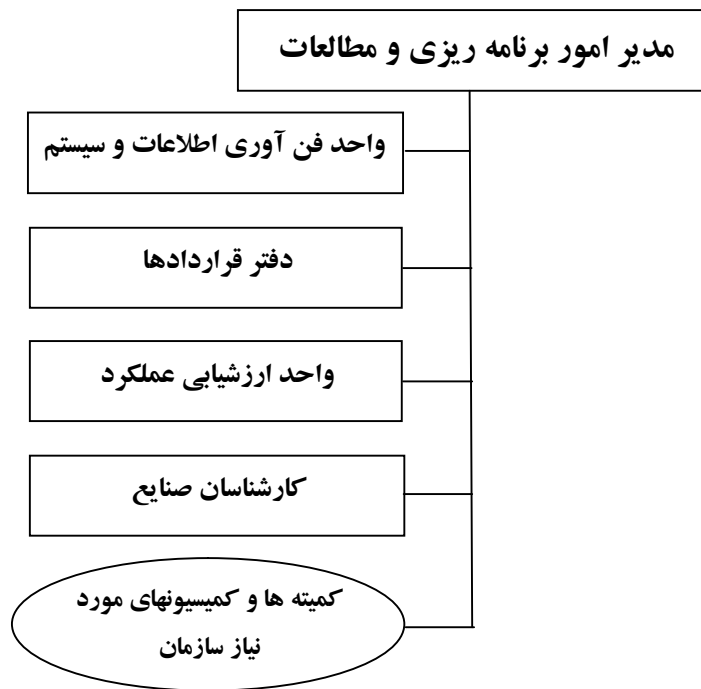 مدیر امور برنامه ریزی و مطالعات
واحد فن آوری اطلاعات و سیستم
دفتر قراردادها
واحد ارزشیابی عملکرد
کارشناسان صنایع
کمیته ها و کمیسیونهای مورد
نیاز سازمان